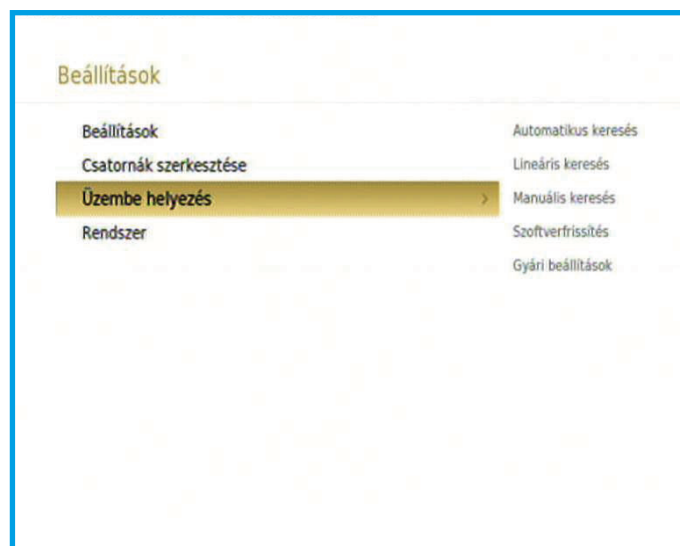 Beállítások
Beállítások
Csatornák szerkesztése
Üzembe helyezés
Rendszer
Automatikus keresés
Lineáris keresés
Manuális keresés
Szoftverfrissítés
Gyári beállítások